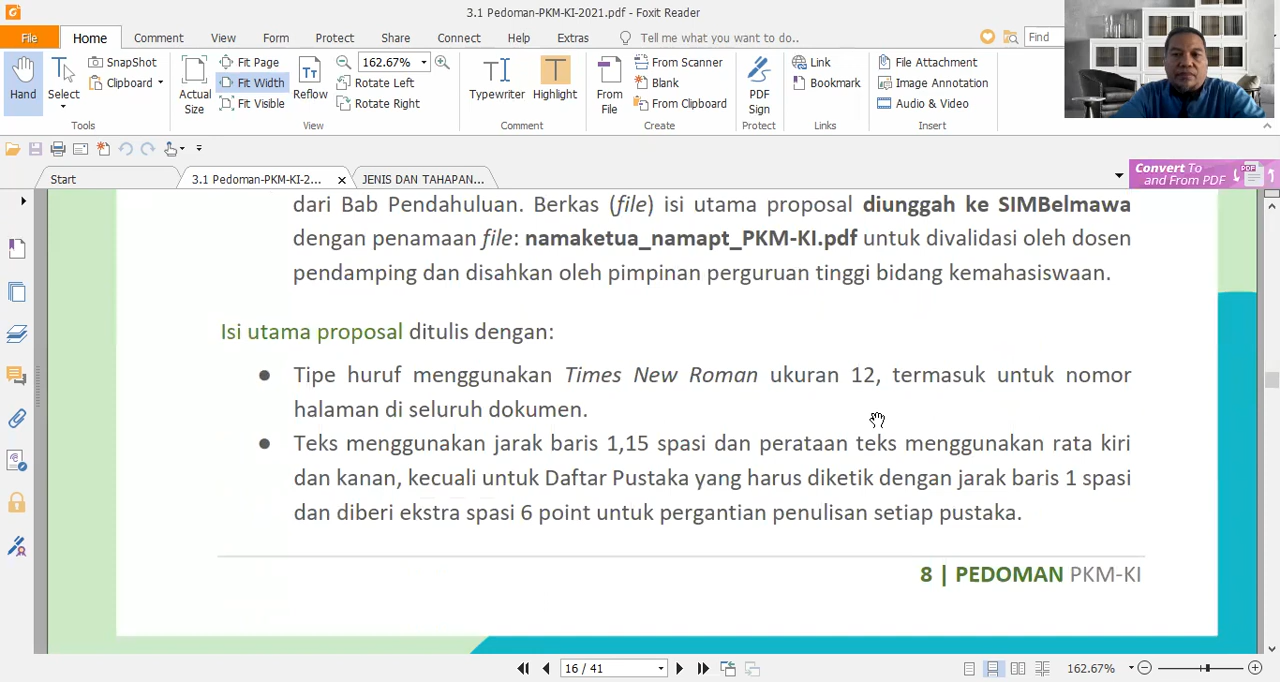 3.1 Pedoman-PKM-KI-2021.pdf - Foxit Reader
File Home Comment View Form Protect Share Connect Help Extras Tell me what you want to do.. Find
Hand Select SnapShot Clipboard Actual Size Fit Page Fit Width Fit Visible Reflow 162.67% Rotate Left Rotate Right Typewriter Highlight From File From Scanner Blank From Clipboard PDF Sign Link Bookmark File Attachment Image Annotation Audio & Video
Tools View Comment Create Protect Links Insert
Start 3.1 Pedoman-PKM-KI-2... JENIS DAN TAHAPAN... Convert To
and From PDF
PDF
dari Bab Pendahuluan. Berkas (file) isi utama proposal diunggah ke SIMBelmawa
dengan penamaan file: namaketua_namapt_PKM-KI.pdf untuk divalidasi oleh dosen
pendamping dan disahkan oleh pimpinan perguruan tinggi bidang kemahasiswaan.
Isi utama proposal ditulis dengan:
● Tipe huruf menggunakan Times New Roman ukuran 12, termasuk untuk nomor
halaman di seluruh dokumen.
● Teks menggunakan jarak baris 1,15 spasi dan perataan teks menggunakan rata kiri
dan kanan, kecuali untuk Daftar Pustaka yang harus diketik dengan jarak baris 1 spasi
dan diberi ekstra spasi 6 point untuk pergantian penulisan setiap pustaka.
8 | PEDOMAN PKM-KI
16 / 41 162.67%